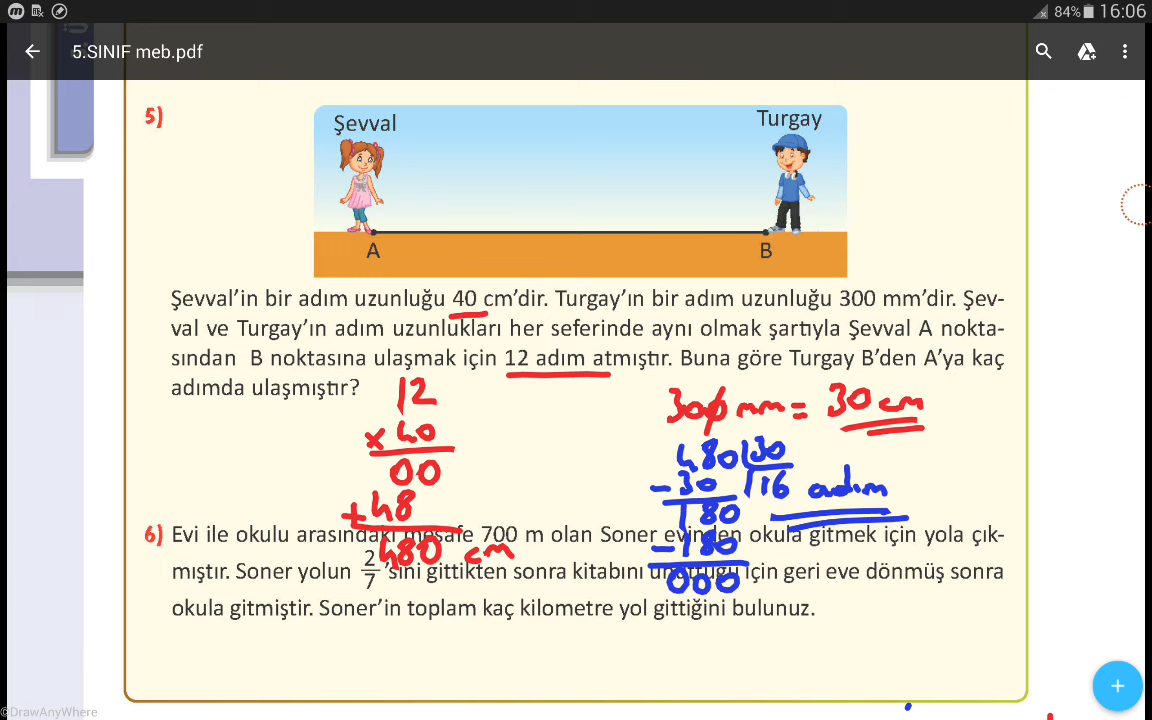 84% 16:06
5.SINIF meb.pdf
5)
Şevval
Turgay
A
B
Şevval'in bir adım uzunluğu 40 cm'dir. Turgay'ın bir adım uzunluğu 300 mm'dir. Şev-
val ve Turgay'ın adım uzunlukları her seferinde aynı olmak şartıyla Şevval A nokta-
sından B noktasına ulaşmak için 12 adım atmıştır. Buna göre Turgay B'den A'ya kaç
adımda ulaşmıştır?
12
x 40
00
+ 48
480 cm
300 mm = 30 cm
480 30
- 30 16 adım
180
- 180
000
6) Evi ile okulu arasındaki mesafe 700 m olan Soner evinden okula gitmek için yola çık-
mıştır. Soner yolun 2/7 'sini gittikten sonra kitabını unuttuğu için geri eve dönmüş sonra
okula gitmiştir. Soner'in toplam kaç kilometre yol gittiğini bulunuz.
©DrawAnyWhere